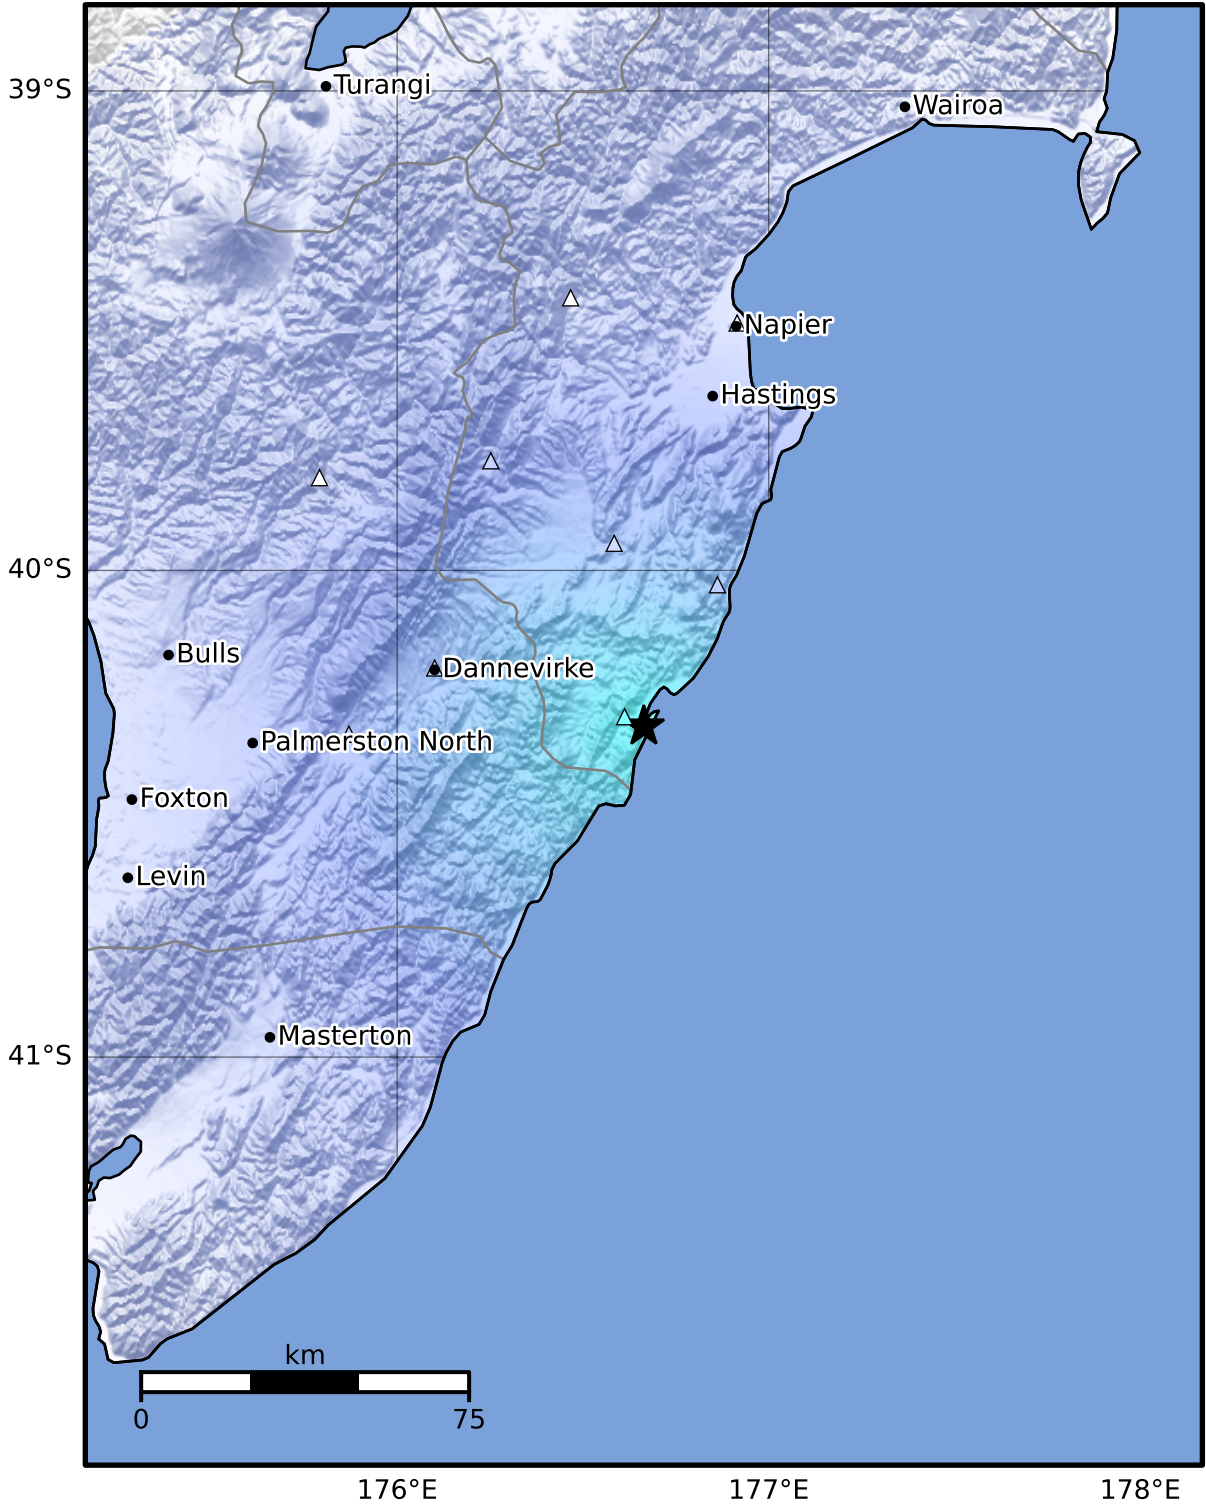 39°S
Turangi
Wairoa
Napier
Hastings
40°S
Bulls
Dannevirke
Palmerston North
Foxton
Levin
Masterton
41°S
km
0
75
176°E
177°E
178°E